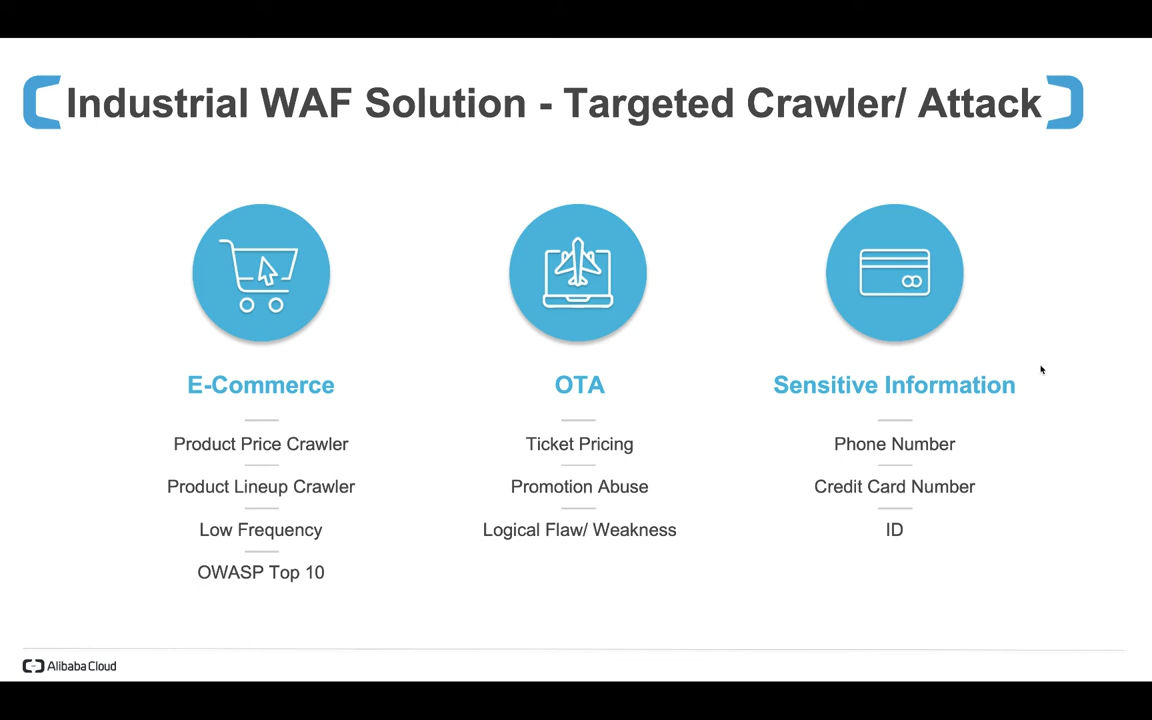 Industrial WAF Solution - Targeted Crawler/ Attack
E-Commerce
Product Price Crawler
Product Lineup Crawler
Low Frequency
OWASP Top 10
OTA
Ticket Pricing
Promotion Abuse
Logical Flaw/ Weakness
Sensitive Information
Phone Number
Credit Card Number
ID
Alibaba Cloud